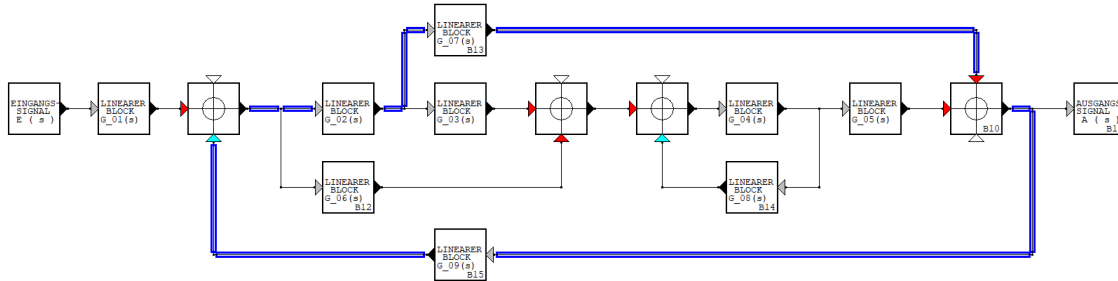 LINEARER
BLOCK
G_07(s)
B13
EINGANGS-
SIGNAL
E ( s )
LINEARER
BLOCK
G_01(s)
LINEARER
BLOCK
G_02(s)
LINEARER
BLOCK
G_03(s)
LINEARER
BLOCK
G_04(s)
LINEARER
BLOCK
G_05(s)
B10
AUSGANGS
SIGNAL
A ( s )
B1
LINEARER
BLOCK
G_06(s)
B12
LINEARER
BLOCK
G_08(s)
B14
LINEARER
BLOCK
G_09(s)
B15